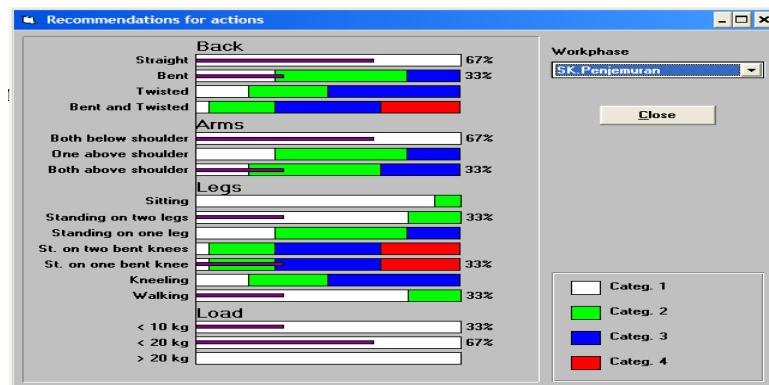 Recommendations for actions
Back
Straight 67%
Bent 33%
Twisted
Bent and Twisted
Arms
Both below shoulder 67%
One above shoulder
Both above shoulder 33%
Legs
Sitting
Standing on two legs 33%
Standing on one leg
St. on two bent knees
St. on one bent knee 33%
Kneeling
Walking 33%
Load
< 10 kg 33%
< 20 kg 67%
> 20 kg
Workphase
SK.Penjemuran
Close
Categ. 1
Categ. 2
Categ. 3
Categ. 4